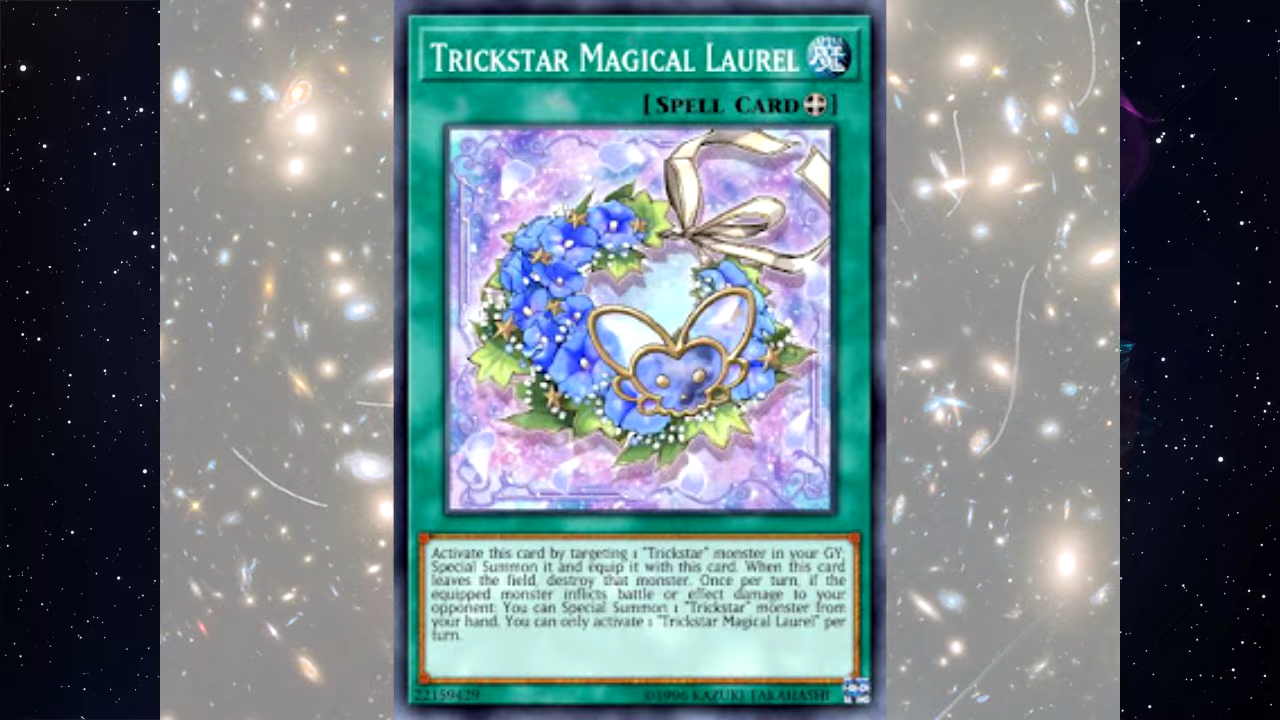 TRICKSTAR MAGICAL LAUREL 魔
[SPELL CARD]
Activate this card by targeting 1 "Trickstar" monster in your GY;
Special Summon it and equip it with this card. When this card
leaves the field, destroy that monster. Once per turn, if the
equipped monster inflicts battle or effect damage to your
opponent: You can Special Summon 1 "Trickstar" monster from
your hand. You can only activate 1 "Trickstar Magical Laurel" per
turn.
22159429 ©1996 KAZUKI TAKAHASHI